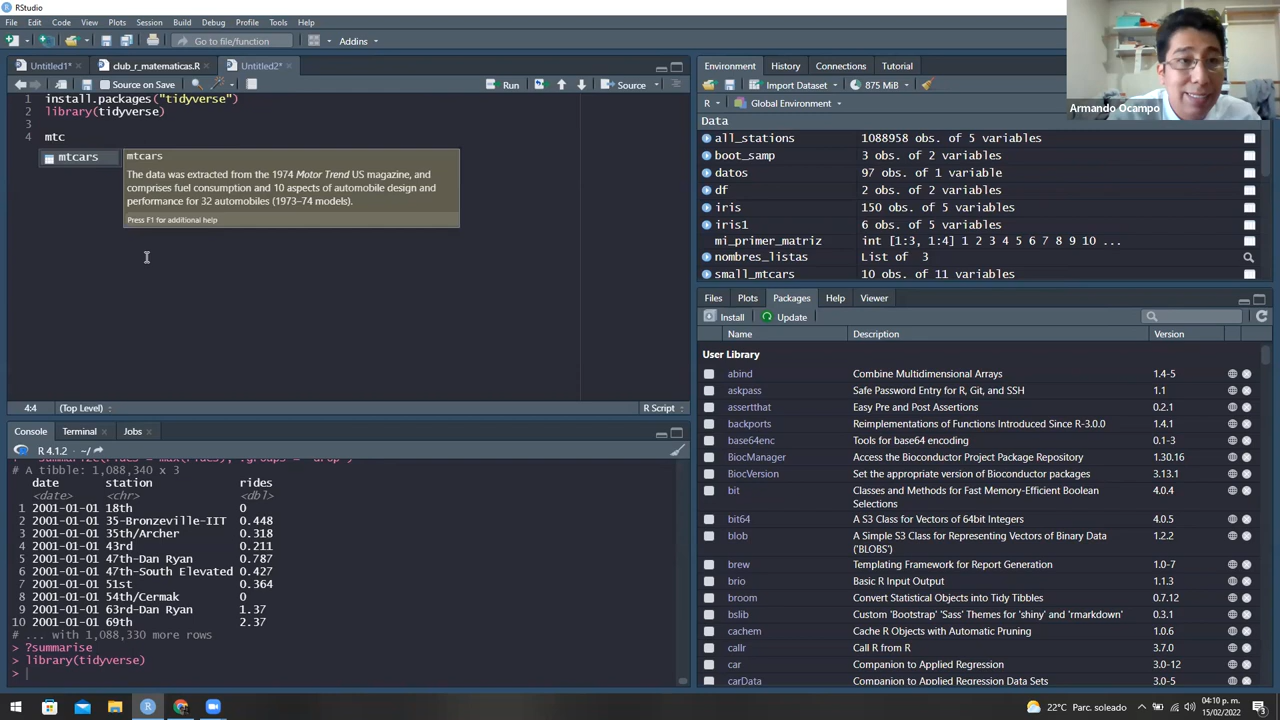 RStudio
File Edit Code View Plots Session Build Debug Profile Tools Help
Go to file/function Addins
Untitled1* club_r_matematicas.R Untitled2*
Source on Save Run Source
1 install.packages("tidyverse")
2 library(tidyverse)
3
4 mtc
mtcars
mtcars
The data was extracted from the 1974 Motor Trend US magazine, and
comprises fuel consumption and 10 aspects of automobile design and
performance for 32 automobiles (1973–74 models).
Press F1 for additional help
4:4 (Top Level) R Script
Console Terminal Jobs
R 4.1.2 · ~/
# A tibble: 1,088,340 x 3
date station rides
<date> <chr> <dbl>
1 2001-01-01 18th 0
2 2001-01-01 35-Bronzeville-IIT 0.448
3 2001-01-01 35th/Archer 0.318
4 2001-01-01 43rd 0.211
5 2001-01-01 47th-Dan Ryan 0.787
6 2001-01-01 47th-South Elevated 0.427
7 2001-01-01 51st 0.364
8 2001-01-01 54th/Cermak 0
9 2001-01-01 63rd-Dan Ryan 1.37
10 2001-01-01 69th 2.37
# ... with 1,088,330 more rows
> ?summarise
> library(tidyverse)
>
Environment History Connections Tutorial
Import Dataset 875 MiB
R Global Environment
Data
all_stations 1088958 obs. of 5 variables
boot_samp 3 obs. of 2 variables
datos 97 obs. of 1 variable
df 2 obs. of 2 variables
iris 150 obs. of 5 variables
iris1 6 obs. of 5 variables
mi_primer_matriz int [1:3, 1:4] 1 2 3 4 5 6 7 8 9 10 ...
nombres_listas List of 3
small_mtcars 10 obs. of 11 variables
Armando Ocampo
Files Plots Packages Help Viewer
Install Update
Name Description Version
User Library
abind Combine Multidimensional Arrays 1.4-5
askpass Safe Password Entry for R, Git, and SSH 1.1
assertthat Easy Pre and Post Assertions 0.2.1
backports Reimplementations of Functions Introduced Since R-3.0.0 1.4.1
base64enc Tools for base64 encoding 0.1-3
BiocManager Access the Bioconductor Project Package Repository 1.30.16
BiocVersion Set the appropriate version of Bioconductor packages 3.13.1
bit Classes and Methods for Fast Memory-Efficient Boolean 4.0.4
Selections
bit64 A S3 Class for Vectors of 64bit Integers 4.0.5
blob A Simple S3 Class for Representing Vectors of Binary Data 1.2.2
('BLOBS')
brew Templating Framework for Report Generation 1.0-7
brio Basic R Input Output 1.1.3
broom Convert Statistical Objects into Tidy Tibbles 0.7.12
bslib Custom 'Bootstrap' 'Sass' Themes for 'shiny' and 'rmarkdown' 0.3.1
cachem Cache R Objects with Automatic Pruning 1.0.6
callr Call R from R 3.7.0
car Companion to Applied Regression 3.0-12
carData Companion to Applied Regression Data Sets 3.0-5
22°C Parc. soleado 04:10 p. m.
15/02/2022
3